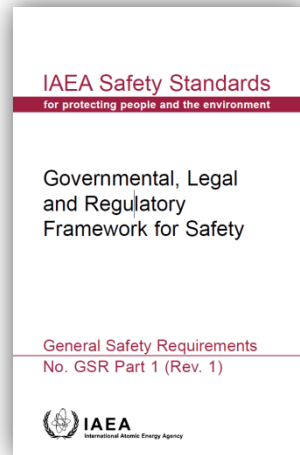 IAEA Safety Standards
for protecting people and the environment
Governmental, Legal
and Regulatory
Framework for Safety
General Safety Requirements
No. GSR Part 1 (Rev. 1)
IAEA
International Atomic Energy Agency